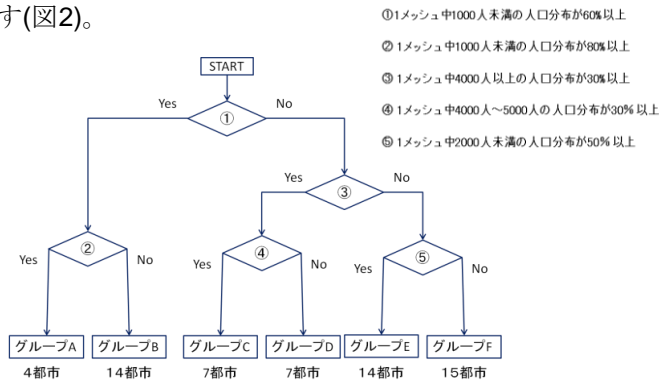 す(図2)。
①1メッシュ中1000人未満の人口分布が60%以上
② 1メッシュ中1000人未満の人口分布が80%以上
③ 1メッシュ中4000人以上の人口分布が30%以上
④ 1メッシュ中4000人～5000人の人口分布が30%以上
⑤ 1メッシュ中2000人未満の人口分布が50%以上
START
Yes No
①
Yes No
③
② ④ ⑤
Yes No Yes No Yes No
グループA グループB グループC グループD グループE グループF
4都市 14都市 7都市 7都市 14都市 15都市